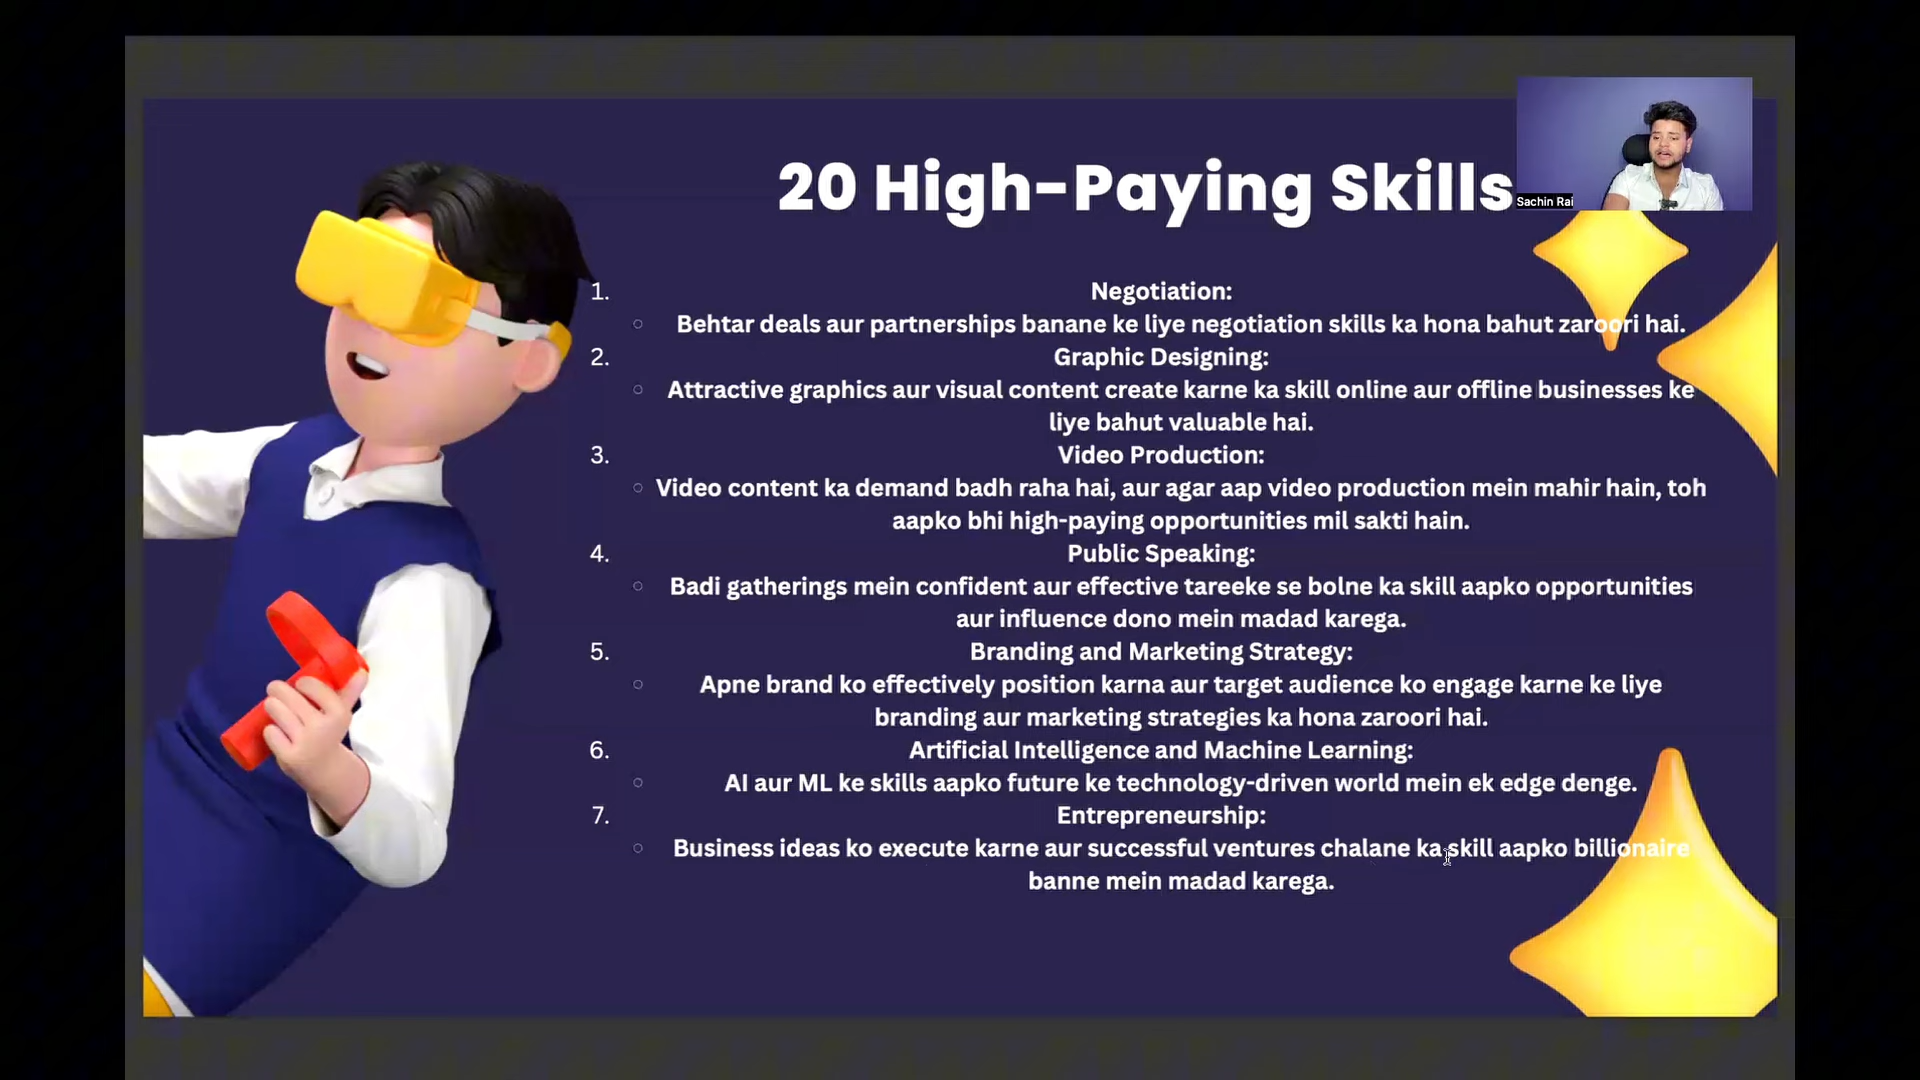 20 High-Paying Skills
Sachin Rai
1. Negotiation:
○ Behtar deals aur partnerships banane ke liye negotiation skills ka hona bahut zaroori hai.
2. Graphic Designing:
○ Attractive graphics aur visual content create karne ka skill online aur offline businesses ke
liye bahut valuable hai.
3. Video Production:
○ Video content ka demand badh raha hai, aur agar aap video production mein mahir hain, toh
aapko bhi high-paying opportunities mil sakti hain.
4. Public Speaking:
○ Badi gatherings mein confident aur effective tareeke se bolne ka skill aapko opportunities
aur influence dono mein madad karega.
5. Branding and Marketing Strategy:
○ Apne brand ko effectively position karna aur target audience ko engage karne ke liye
branding aur marketing strategies ka hona zaroori hai.
6. Artificial Intelligence and Machine Learning:
○ AI aur ML ke skills aapko future ke technology-driven world mein ek edge denge.
7. Entrepreneurship:
○ Business ideas ko execute karne aur successful ventures chalane ka skill aapko billionaire
banne mein madad karega.